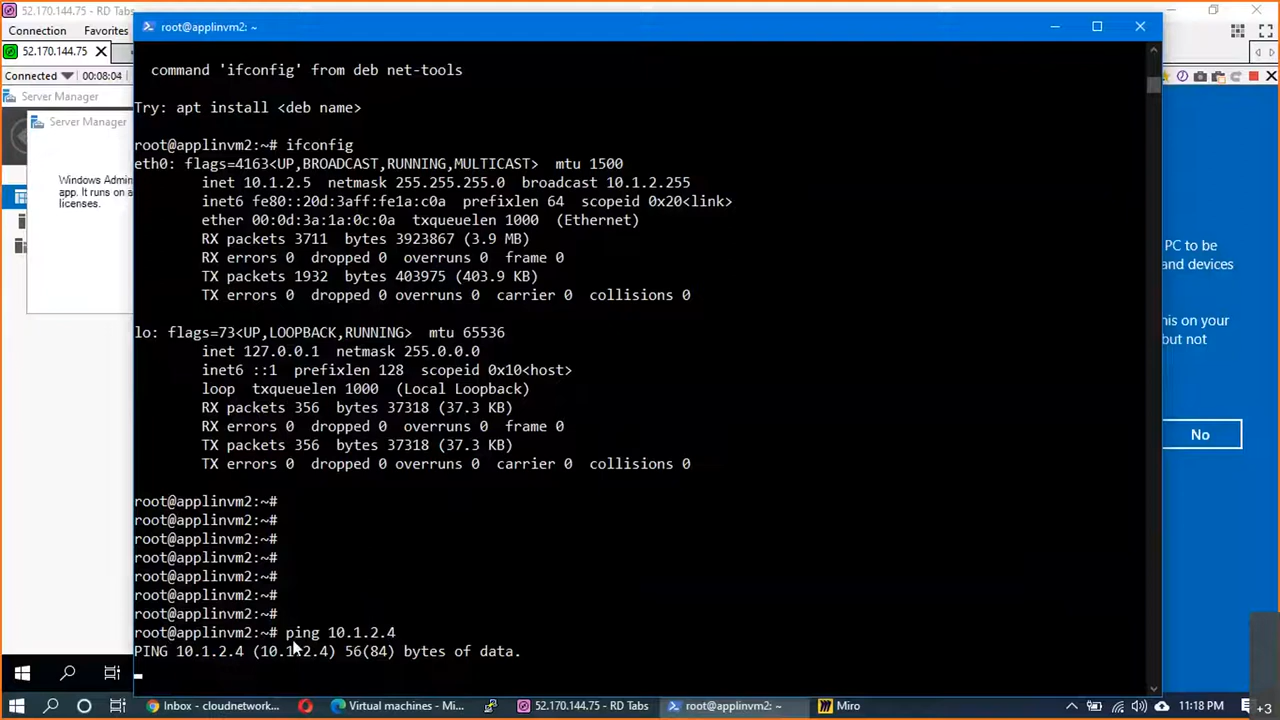 52.170.144.75 - RD Tabs
Connection Favorites
52.170.144.75
Connected 00:08:04
Server Manager
Server Manager
Windows Admin
app. It runs on a
licenses.
root@applinvm2: ~
command 'ifconfig' from deb net-tools
Try: apt install <deb name>
root@applinvm2:~# ifconfig
eth0: flags=4163<UP,BROADCAST,RUNNING,MULTICAST>  mtu 1500
inet 10.1.2.5  netmask 255.255.255.0  broadcast 10.1.2.255
inet6 fe80::20d:3aff:fe1a:c0a  prefixlen 64  scopeid 0x20<link>
ether 00:0d:3a:1a:0c:0a  txqueuelen 1000  (Ethernet)
RX packets 3711  bytes 3923867 (3.9 MB)
RX errors 0  dropped 0  overruns 0  frame 0
TX packets 1932  bytes 403975 (403.9 KB)
TX errors 0  dropped 0 overruns 0  carrier 0  collisions 0
lo: flags=73<UP,LOOPBACK,RUNNING>  mtu 65536
inet 127.0.0.1  netmask 255.0.0.0
inet6 ::1  prefixlen 128  scopeid 0x10<host>
loop  txqueuelen 1000  (Local Loopback)
RX packets 356  bytes 37318 (37.3 KB)
RX errors 0  dropped 0  overruns 0  frame 0
TX packets 356  bytes 37318 (37.3 KB)
TX errors 0  dropped 0 overruns 0  carrier 0  collisions 0
root@applinvm2:~#
root@applinvm2:~#
root@applinvm2:~#
root@applinvm2:~#
root@applinvm2:~#
root@applinvm2:~#
root@applinvm2:~#
root@applinvm2:~# ping 10.1.2.4
PING 10.1.2.4 (10.1.2.4) 56(84) bytes of data.
PC to be
and devices
his on your
but not
No
Inbox - cloudnetwork...
Virtual machines - Mi...
52.170.144.75 - RD Tabs
root@applinvm2: ~
Miro
11:18 PM
+3